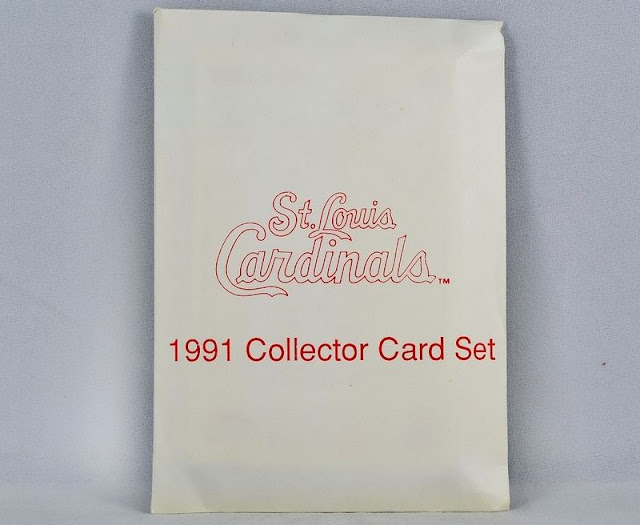 St. Louis
Cardinals™
1991 Collector Card Set